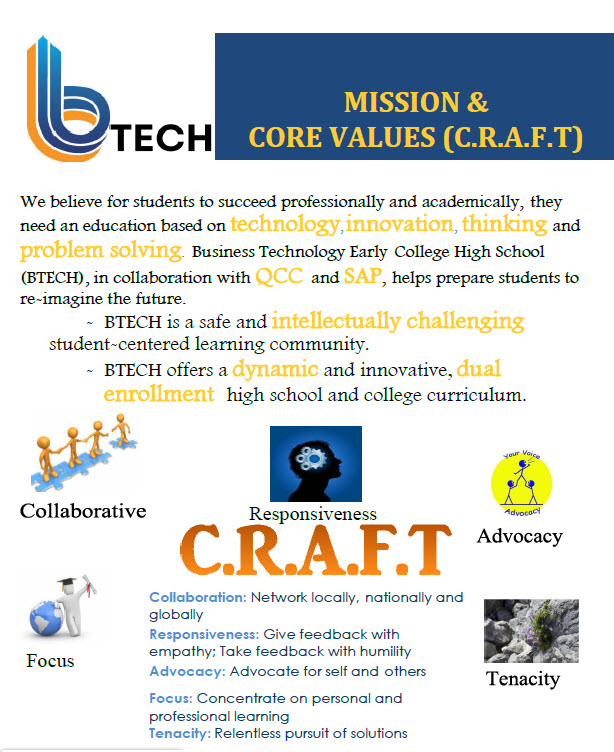 b TECH
MISSION &
CORE VALUES (C.R.A.F.T)
We believe for students to succeed professionally and academically, they
need an education based on technology, innovation, thinking and
problem solving. Business Technology Early College High School
(BTECH), in collaboration with QCC and SAP, helps prepare students to
re-imagine the future.
~ BTECH is a safe and intellectually challenging
student-centered learning community.
~ BTECH offers a dynamic and innovative, dual
enrollment high school and college curriculum.
Collaborative
Responsiveness
Your Voice
Advocacy
Advocacy
C.R.A.F.T
Focus
Collaboration: Network locally, nationally and
globally
Responsiveness: Give feedback with
empathy; Take feedback with humility
Advocacy: Advocate for self and others
Focus: Concentrate on personal and
professional learning
Tenacity: Relentless pursuit of solutions
Tenacity